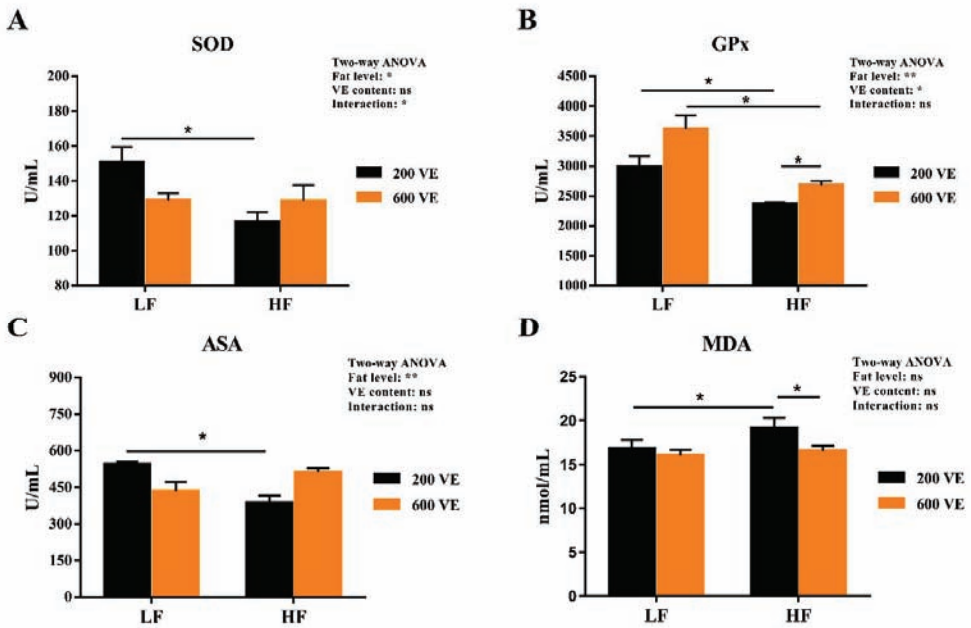 A
SOD
Two-way ANOVA
Fat level: *
VE content: ns
Interaction: *
180
160
140
120
100
80
U/mL
*
200 VE
600 VE
LF
HF
B
GPx
Two-way ANOVA
Fat level: **
VE content: *
Interaction: ns
4500
4000
3500
3000
2500
2000
1500
1000
U/mL
*
*
*
200 VE
600 VE
LF
HF
C
ASA
Two-way ANOVA
Fat level: **
VE content: ns
Interaction: ns
900
750
600
450
300
150
0
U/mL
*
200 VE
600 VE
LF
HF
D
MDA
Two-way ANOVA
Fat level: ns
VE content: ns
Interaction: ns
25
20
15
10
5
0
nmol/mL
*
*
200 VE
600 VE
LF
HF